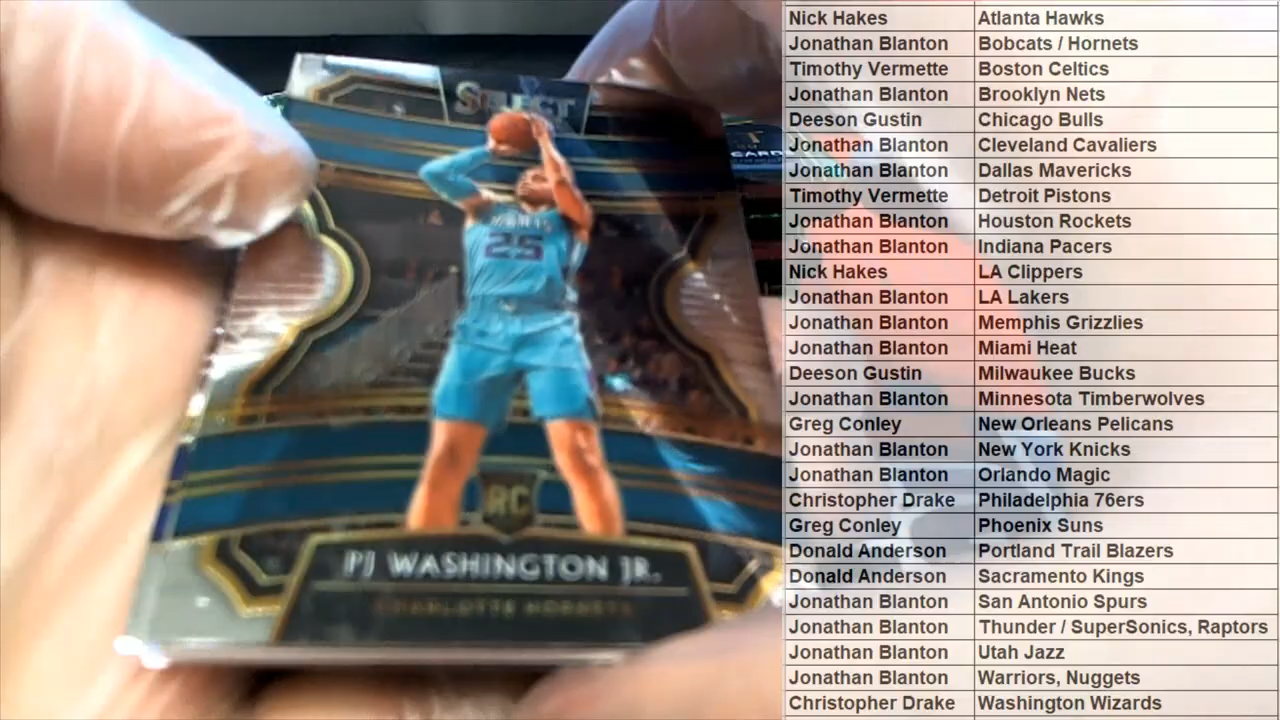 SELECT
25
RC
PJ WASHINGTON JR.
CHARLOTTE HORNETS
Nick Hakes Atlanta Hawks
Jonathan Blanton Bobcats / Hornets
Timothy Vermette Boston Celtics
Jonathan Blanton Brooklyn Nets
Deeson Gustin Chicago Bulls
Jonathan Blanton Cleveland Cavaliers
Jonathan Blanton Dallas Mavericks
Timothy Vermette Detroit Pistons
Jonathan Blanton Houston Rockets
Jonathan Blanton Indiana Pacers
Nick Hakes LA Clippers
Jonathan Blanton LA Lakers
Jonathan Blanton Memphis Grizzlies
Jonathan Blanton Miami Heat
Deeson Gustin Milwaukee Bucks
Jonathan Blanton Minnesota Timberwolves
Greg Conley New Orleans Pelicans
Jonathan Blanton New York Knicks
Jonathan Blanton Orlando Magic
Christopher Drake Philadelphia 76ers
Greg Conley Phoenix Suns
Donald Anderson Portland Trail Blazers
Donald Anderson Sacramento Kings
Jonathan Blanton San Antonio Spurs
Jonathan Blanton Thunder / SuperSonics, Raptors
Jonathan Blanton Utah Jazz
Jonathan Blanton Warriors, Nuggets
Christopher Drake Washington Wizards